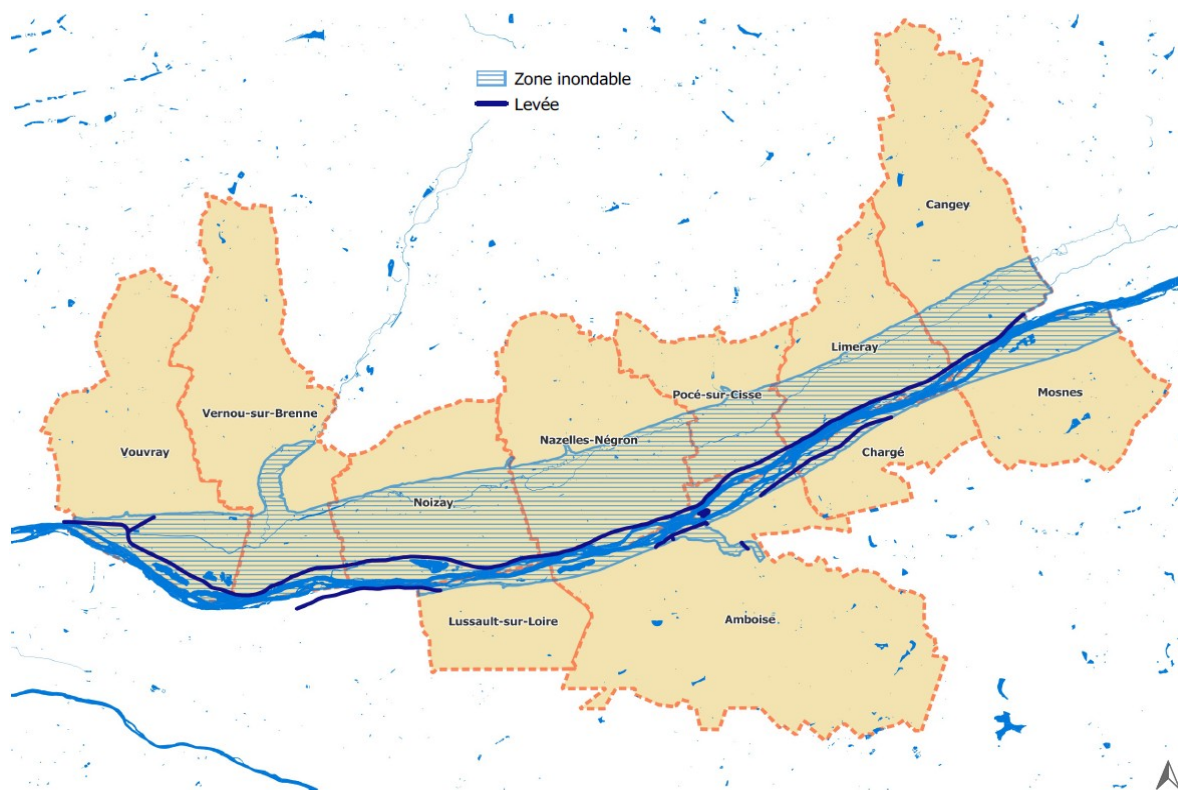 Zone inondable
Levée
Cangey
Limeray
Mosnes
Pocé-sur-Cisse
Vernou-sur-Brenne
Nazelles-Négron
Vouvray
Chargé
Noizay
Lussault-sur-Loire
Amboise